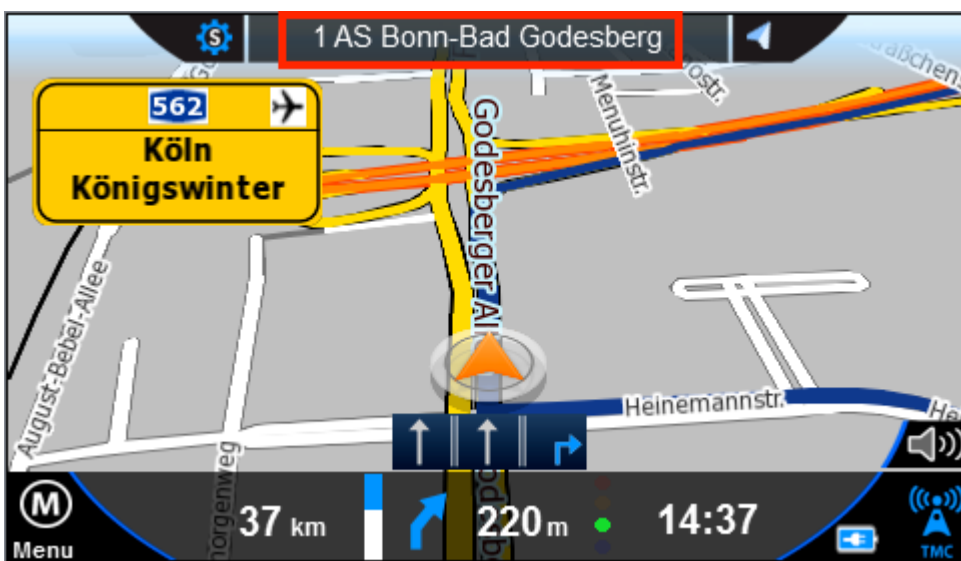 S
1 AS Bonn-Bad Godesberg
562
Köln
Königswinter
Menuhinstr.
Godesberger Al
August-Bebel-Allee
Heinemannstr.
He
M
Menu
37 km
220 m
14:37
TMC